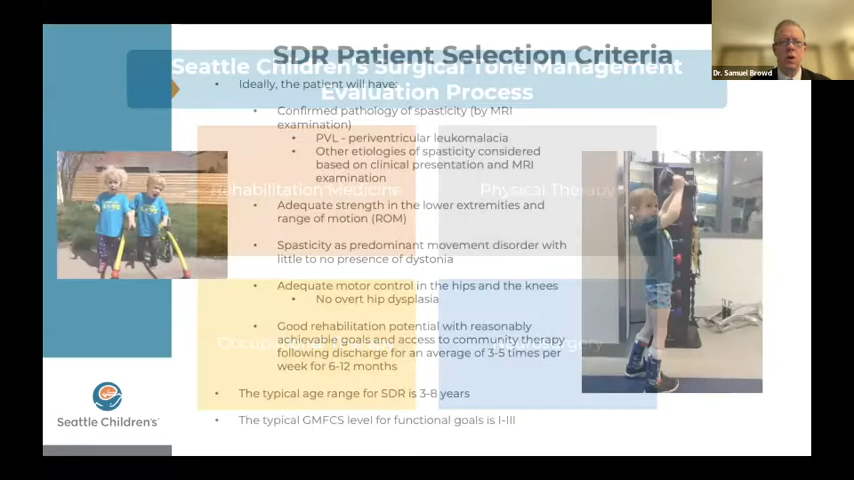 SDR Patient Selection Criteria
Seattle Children's Surgical Tone Management
Evaluation Process
Dr. Samuel Browd
• Ideally, the patient will have:
• Confirmed pathology of spasticity (by MRI
examination)
• PVL - periventricular leukomalacia
• Other etiologies of spasticity considered
based on clinical presentation and MRI
examination
Rehabilitation Medicine
Physical Therapy
• Adequate strength in the lower extremities and
range of motion (ROM)
• Spasticity as predominant movement disorder with
little to no presence of dystonia
• Adequate motor control in the hips and the knees
• No overt hip dysplasia
• Good rehabilitation potential with reasonably
achievable goals and access to community therapy
following discharge for an average of 3-5 times per
week for 6-12 months
• The typical age range for SDR is 3-8 years
• The typical GMFCS level for functional goals is I-III
Seattle Children's